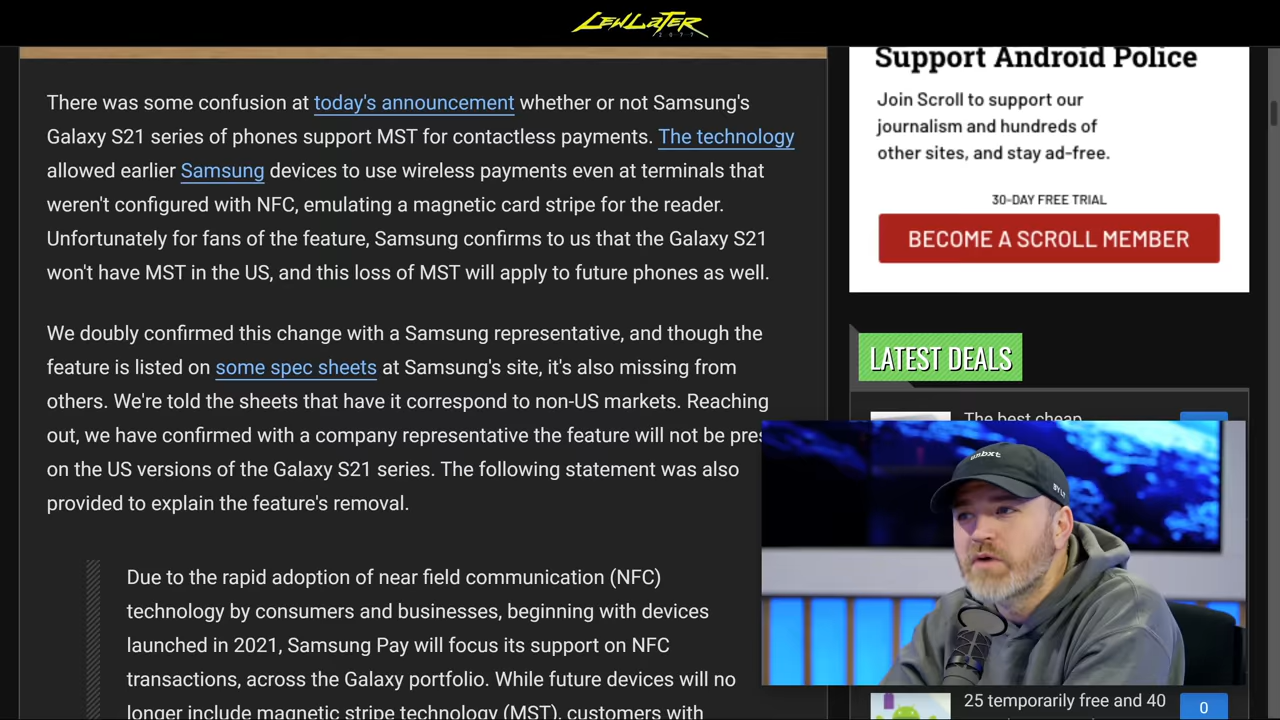 LEWLATER
2077
There was some confusion at today's announcement whether or not Samsung's
Galaxy S21 series of phones support MST for contactless payments. The technology
allowed earlier Samsung devices to use wireless payments even at terminals that
weren't configured with NFC, emulating a magnetic card stripe for the reader.
Unfortunately for fans of the feature, Samsung confirms to us that the Galaxy S21
won't have MST in the US, and this loss of MST will apply to future phones as well.
We doubly confirmed this change with a Samsung representative, and though the
feature is listed on some spec sheets at Samsung's site, it's also missing from
others. We're told the sheets that have it correspond to non-US markets. Reaching
out, we have confirmed with a company representative the feature will not be pres
on the US versions of the Galaxy S21 series. The following statement was also
provided to explain the feature's removal.
Due to the rapid adoption of near field communication (NFC)
technology by consumers and businesses, beginning with devices
launched in 2021, Samsung Pay will focus its support on NFC
transactions, across the Galaxy portfolio. While future devices will no
longer include magnetic stripe technology (MST), customers with
Support Android Police
Join Scroll to support our
journalism and hundreds of
other sites, and stay ad-free.
30-DAY FREE TRIAL
BECOME A SCROLL MEMBER
LATEST DEALS
The best cheap
unbxt
25 temporarily free and 40
0